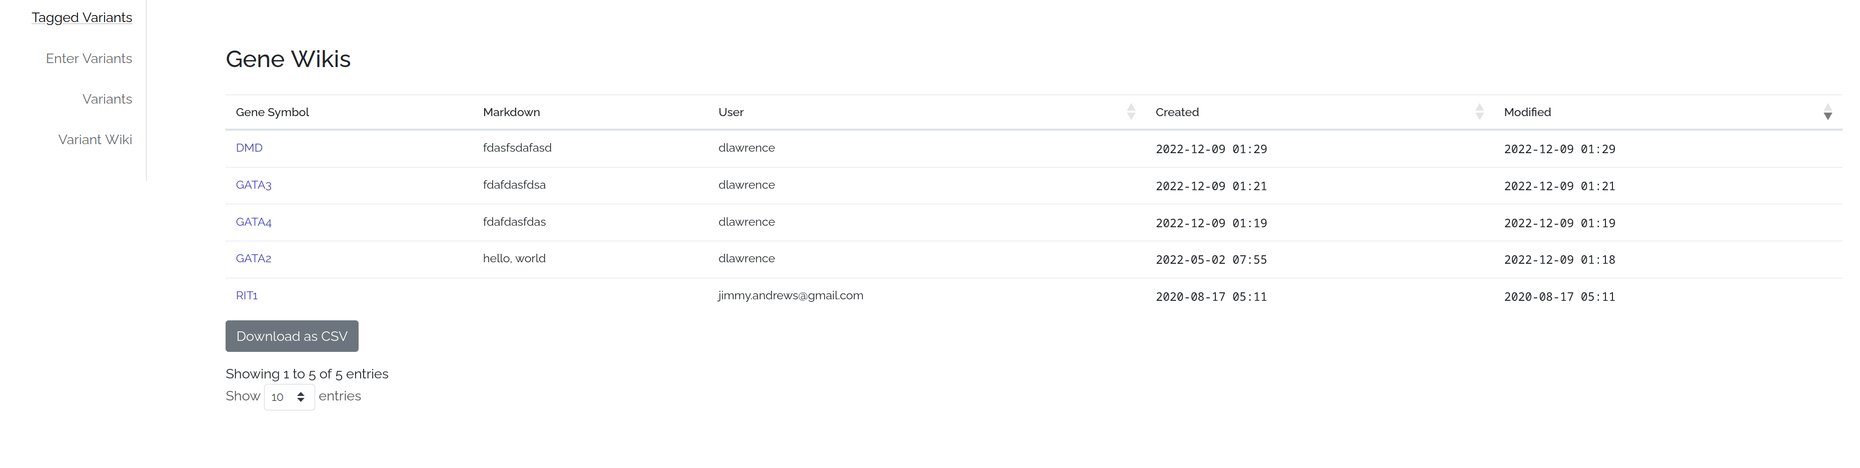 Tagged Variants
Enter Variants
Variants
Variant Wiki
Gene Wikis
Gene Symbol Markdown User Created Modified
DMD fdasfsdafasd dlawrence 2022-12-09 01:29 2022-12-09 01:29
GATA3 fdafdasfdsa dlawrence 2022-12-09 01:21 2022-12-09 01:21
GATA4 fdafdasfdas dlawrence 2022-12-09 01:19 2022-12-09 01:19
GATA2 hello, world dlawrence 2022-05-02 07:55 2022-12-09 01:18
RIT1 jimmy.andrews@gmail.com 2020-08-17 05:11 2020-08-17 05:11
Download as CSV
Showing 1 to 5 of 5 entries
Show 10 entries